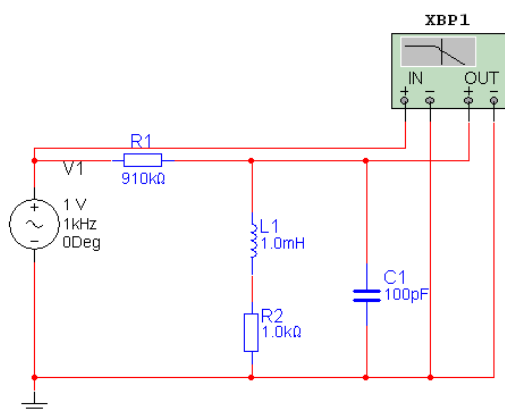 XBP1
IN OUT
+ − + −
R1
910kΩ
V1
+
1 V
1kHz
0Deg
−
L1
1.0mH
C1
100pF
R2
1.0kΩ